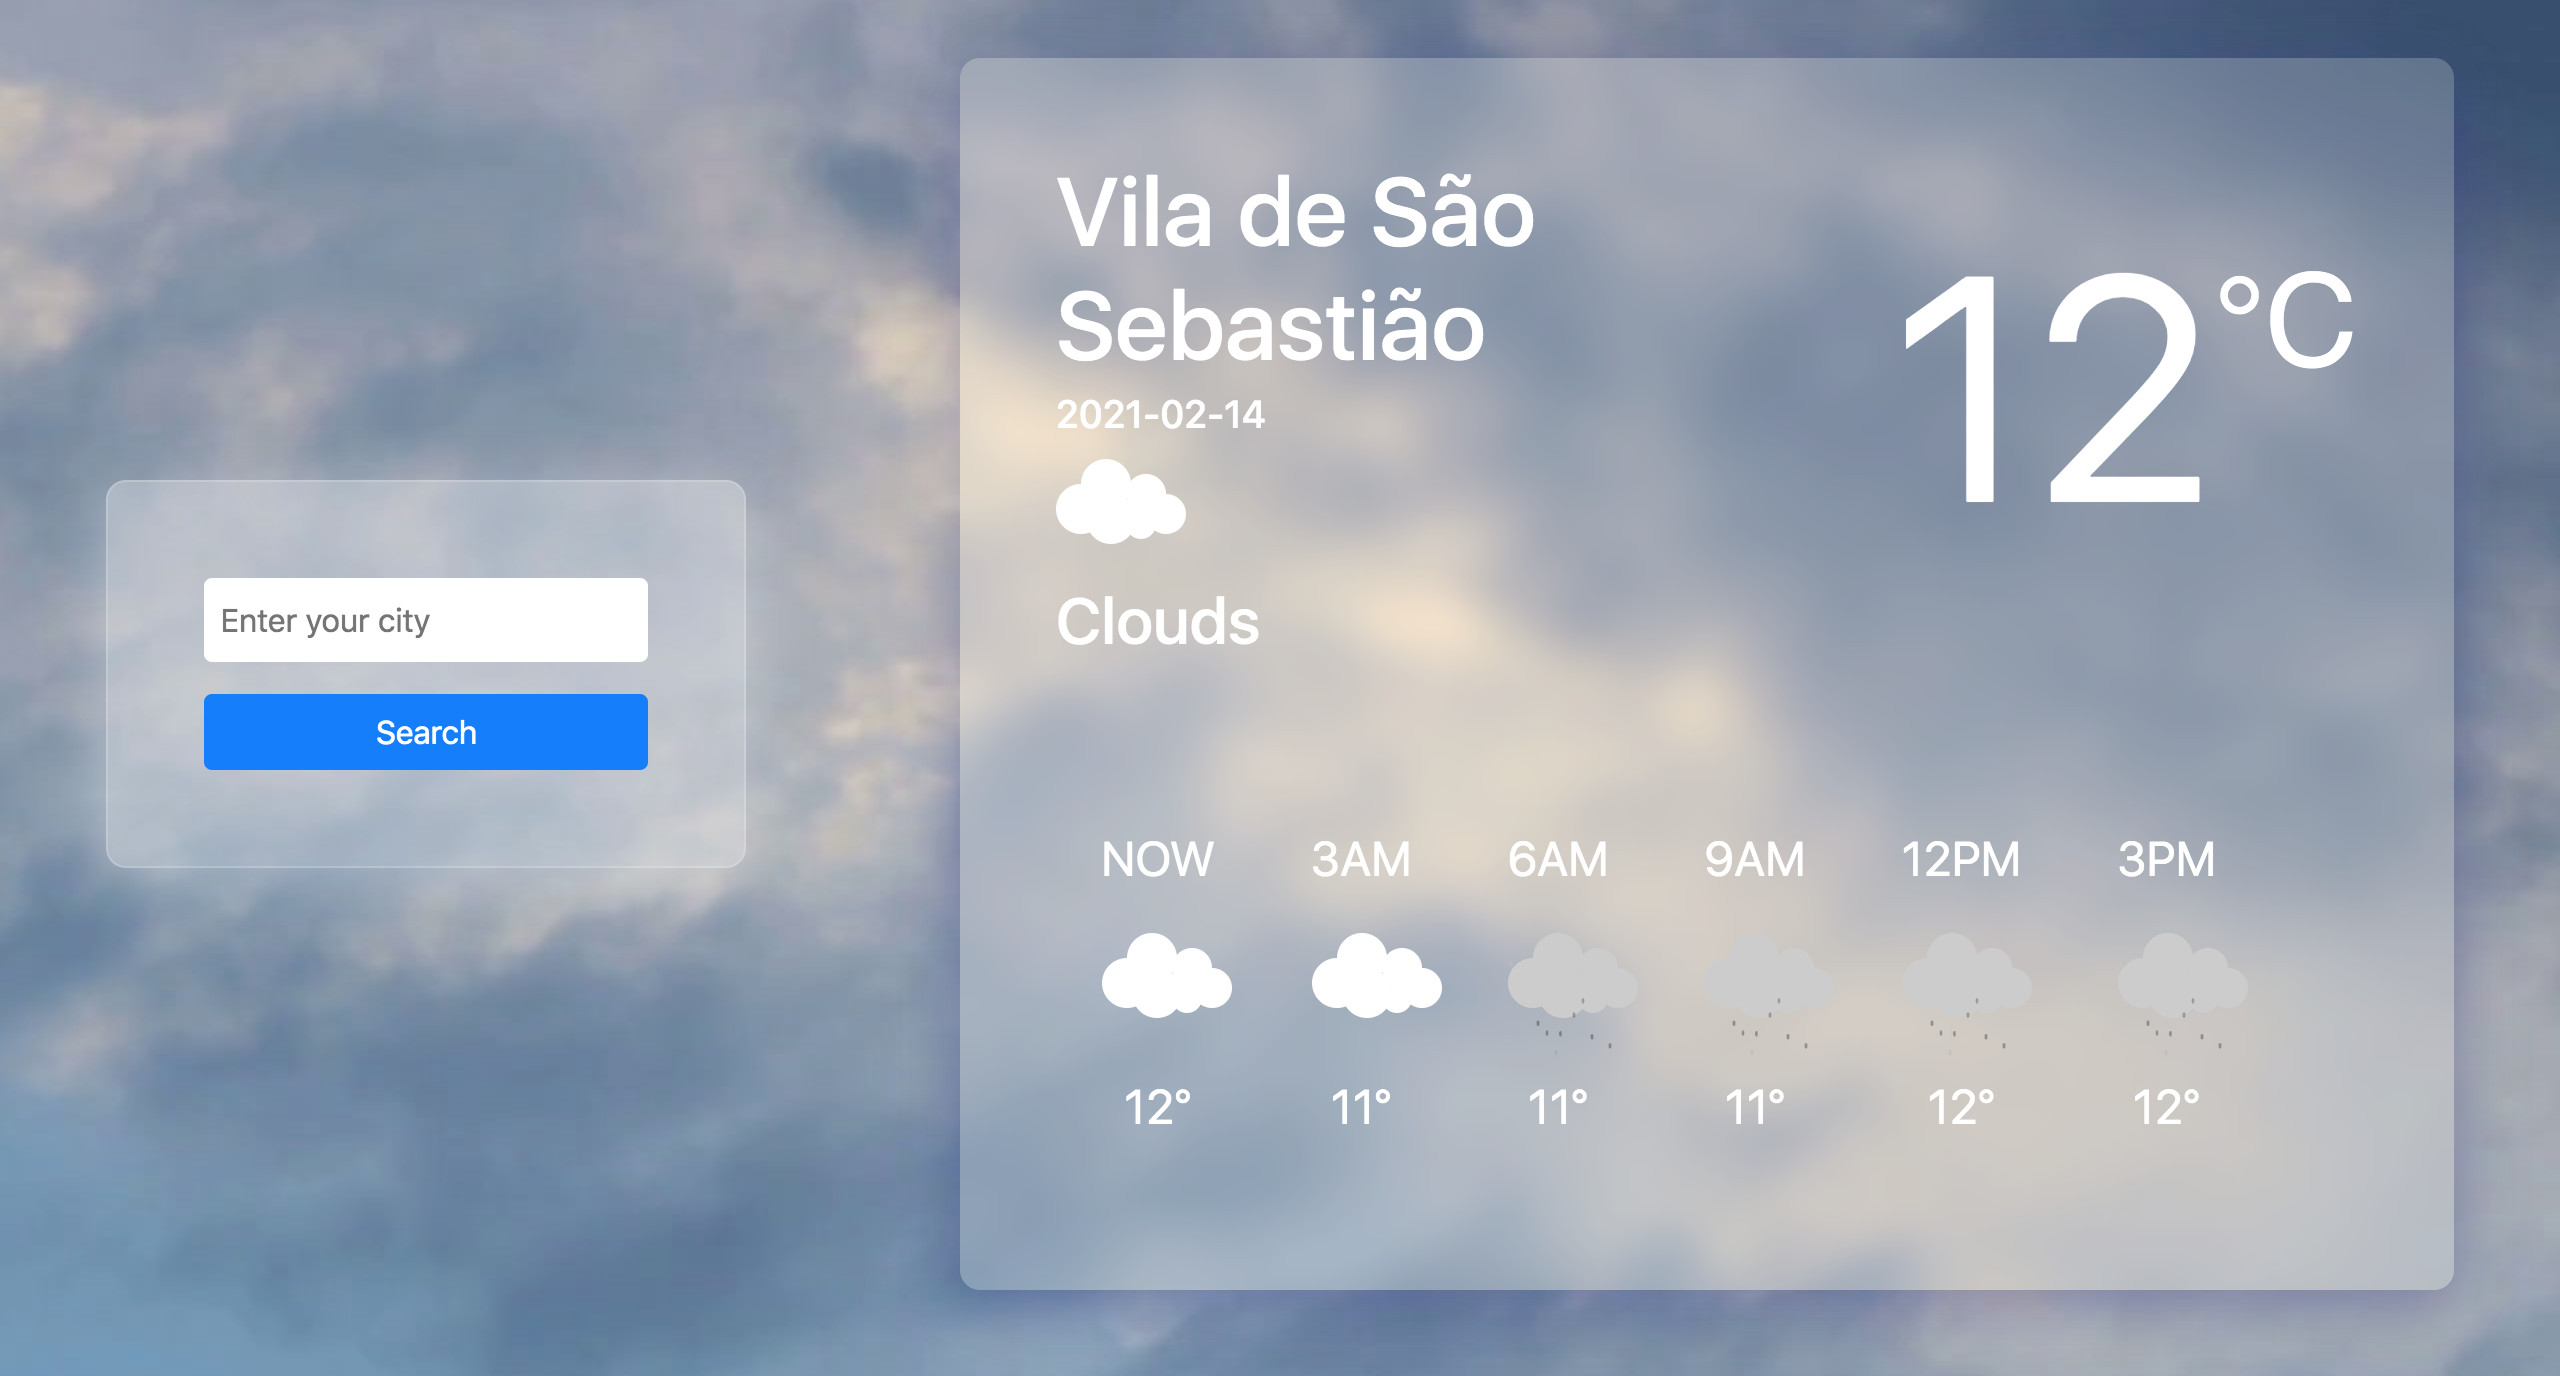 Enter your city
Search
Vila de São
Sebastião
2021-02-14
Clouds
12°C
NOW 3AM 6AM 9AM 12PM 3PM
12° 11° 11° 11° 12° 12°